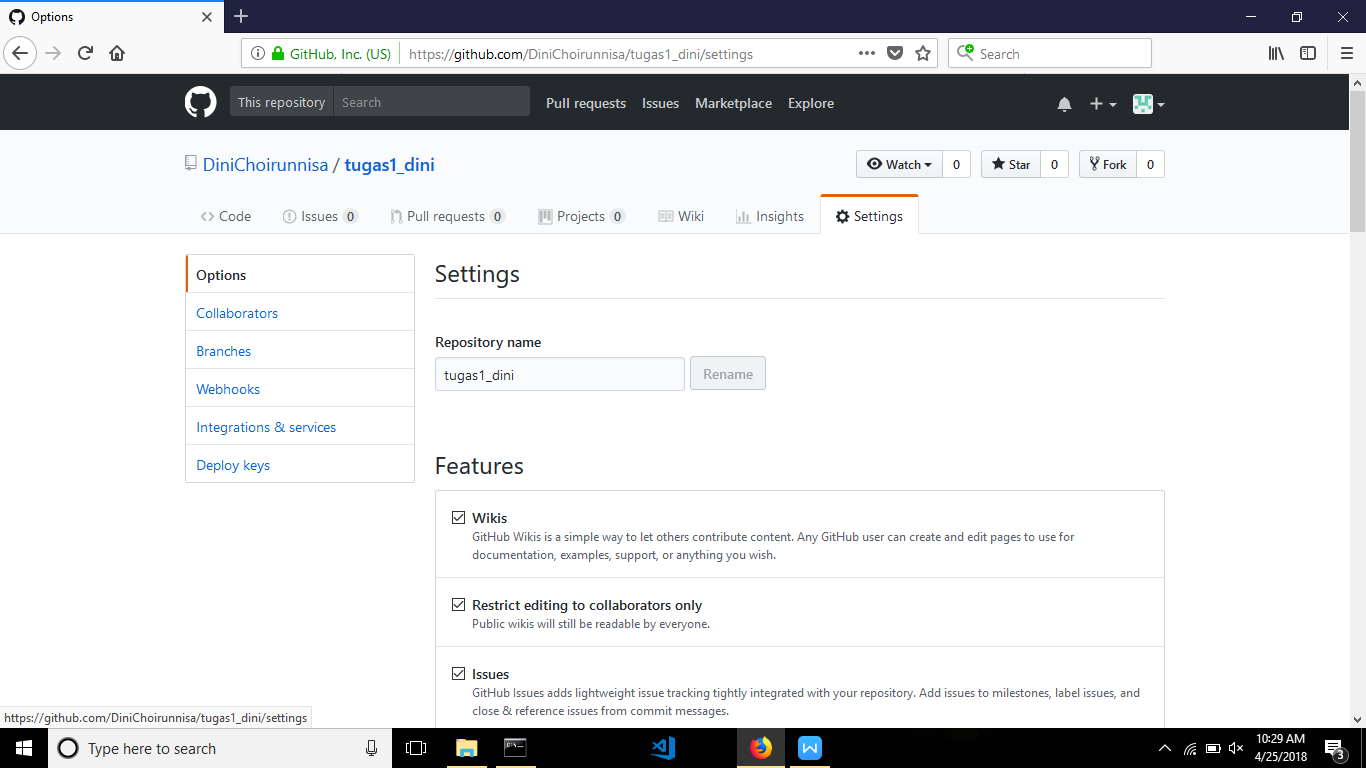 Options
GitHub, Inc. (US)
https://github.com/DiniChoirunnisa/tugas1_dini/settings
Search
This repository
Search
Pull requests
Issues
Marketplace
Explore
DiniChoirunnisa / tugas1_dini
Watch 0
Star 0
Fork 0
Code
Issues 0
Pull requests 0
Projects 0
Wiki
Insights
Settings
Options
Collaborators
Branches
Webhooks
Integrations & services
Deploy keys
Settings
Repository name
tugas1_dini
Rename
Features
Wikis
GitHub Wikis is a simple way to let others contribute content. Any GitHub user can create and edit pages to use for
documentation, examples, support, or anything you wish.
Restrict editing to collaborators only
Public wikis will still be readable by everyone.
Issues
GitHub Issues adds lightweight issue tracking tightly integrated with your repository. Add issues to milestones, label issues, and
close & reference issues from commit messages.
https://github.com/DiniChoirunnisa/tugas1_dini/settings
Type here to search
10:29 AM
4/25/2018
3